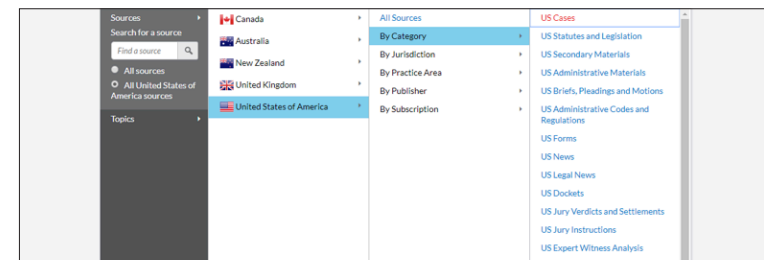 Sources
Search for a source
Find a source
All sources
All United States of
America sources
Topics
Canada
Australia
New Zealand
United Kingdom
United States of America
All Sources
By Category
By Jurisdiction
By Practice Area
By Publisher
By Subscription
US Cases
US Statutes and Legislation
US Secondary Materials
US Administrative Materials
US Briefs, Pleadings and Motions
US Administrative Codes and
Regulations
US Forms
US News
US Legal News
US Dockets
US Jury Verdicts and Settlements
US Jury Instructions
US Expert Witness Analysis